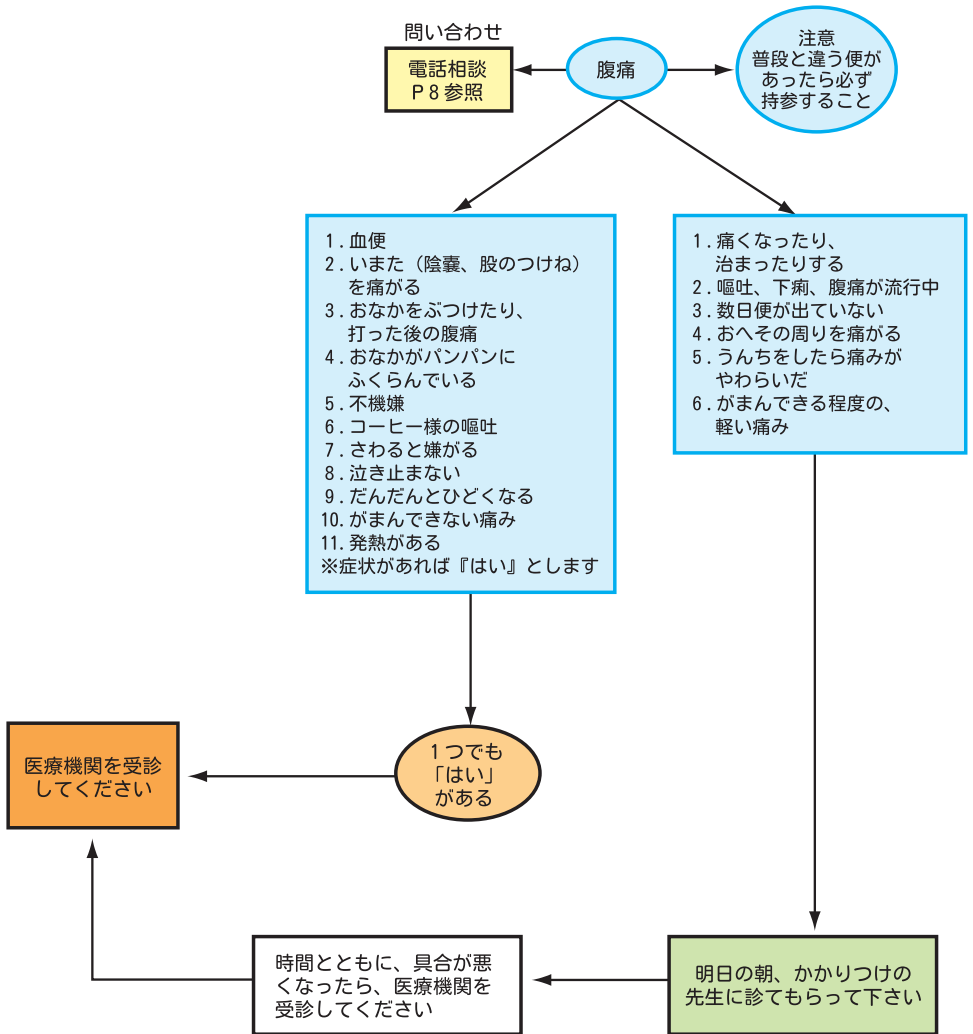 問い合わせ
電話相談
P8参照
腹痛
注意
普段と違う便が
あったら必ず
持参すること
1.血便
2.いまた（陰嚢、股のつけね）
を痛がる
3.おなかをぶつけたり、
打った後の腹痛
4.おなかがパンパンに
ふくらんでいる
5.不機嫌
6.コーヒー様の嘔吐
7.さわると嫌がる
8.泣き止まない
9.だんだんとひどくなる
10.がまんできない痛み
11.発熱がある
※症状があれば『はい』とします
1.痛くなったり、
治まったりする
2.嘔吐、下痢、腹痛が流行中
3.数日便が出ていない
4.おへその周りを痛がる
5.うんちをしたら痛みが
やわらいだ
6.がまんできる程度の、
軽い痛み
医療機関を受診
してください
1つでも
「はい」
がある
時間とともに、具合が悪
くなったら、医療機関を
受診してください
明日の朝、かかりつけの
先生に診てもらって下さい